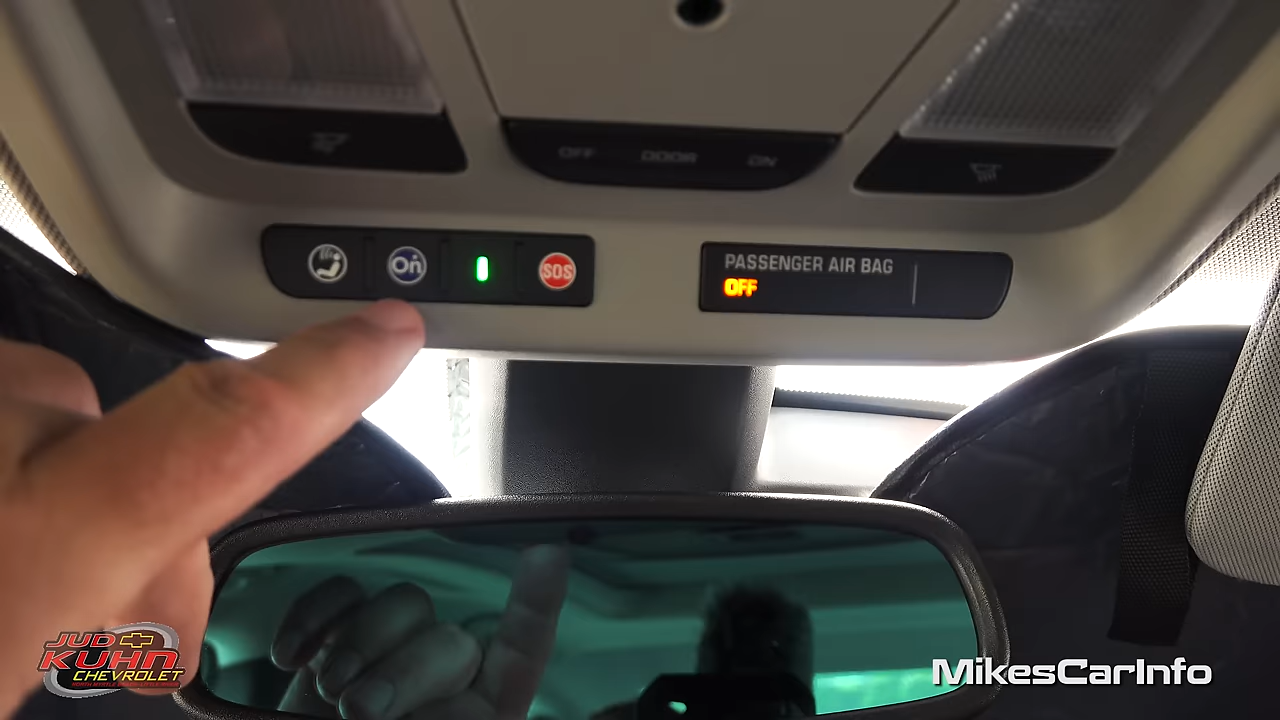 OFF DOOR ON
On SOS
PASSENGER AIR BAG
OFF
JUD
KUHN
CHEVROLET
MikesCarInfo